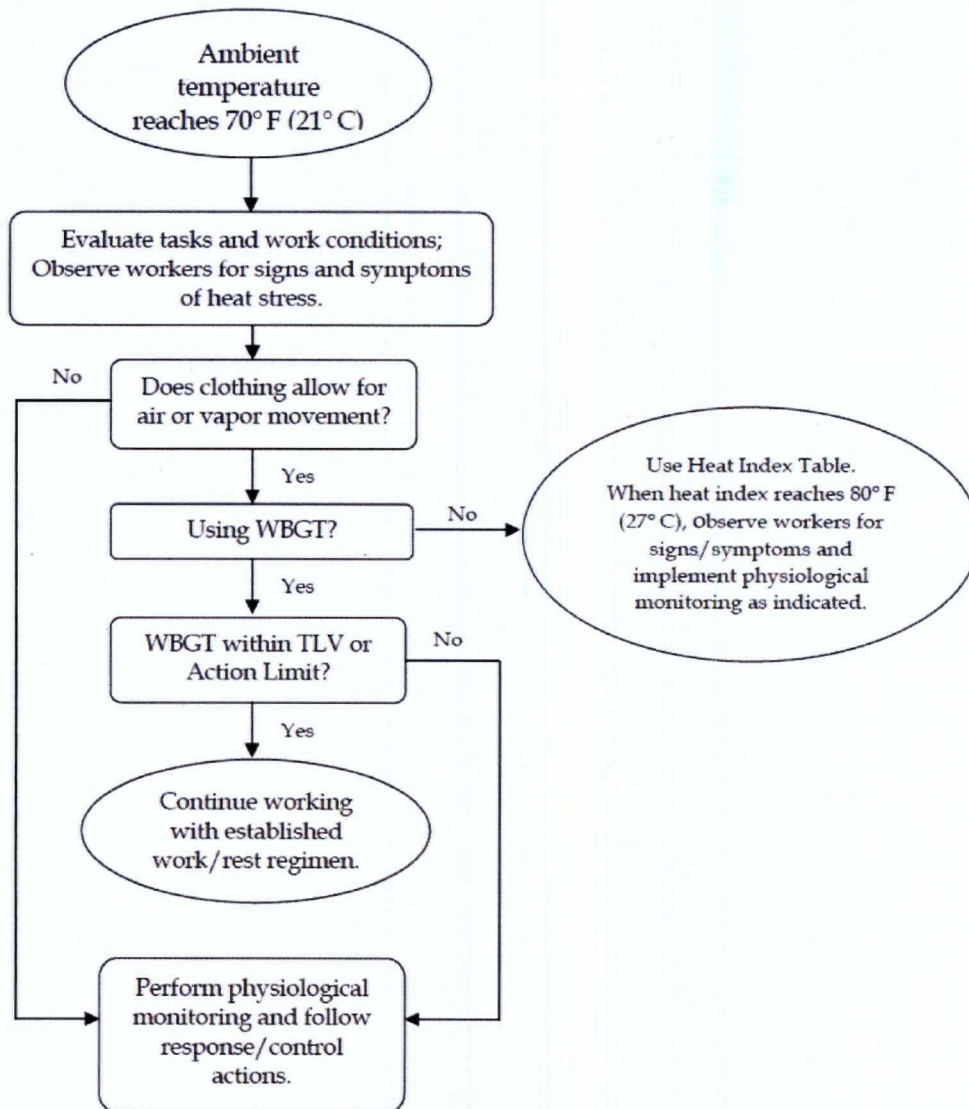 Ambient
temperature
reaches 70° F (21° C)
Evaluate tasks and work conditions;
Observe workers for signs and symptoms
of heat stress.
No
Does clothing allow for
air or vapor movement?
Yes
Using WBGT?
No
Use Heat Index Table.
When heat index reaches 80° F
(27° C), Observe workers for
signs/symptoms and
implement physiological
monitoring as indicated.
Yes
WBGT within TLV or
Action Limit?
No
Yes
Continue working
with established
work/rest regimen.
Perform physiological
monitoring and follow
response/control
actions.